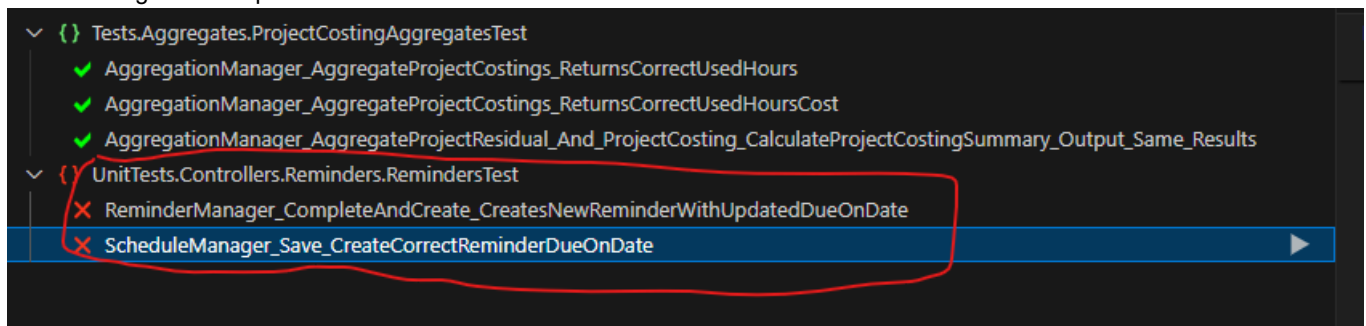 {} Tests.Aggregates.ProjectCostingAggregatesTest
AggregationManager_AggregateProjectCostings_ReturnsCorrectUsedHours
AggregationManager_AggregateProjectCostings_ReturnsCorrectUsedHoursCost
AggregationManager_AggregateProjectResidual_And_ProjectCosting_CalculateProjectCostingSummary_Output_Same_Results
{} UnitTests.Controllers.Reminders.RemindersTest
ReminderManager_CompleteAndCreate_CreatesNewReminderWithUpdatedDueOnDate
ScheduleManager_Save_CreateCorrectReminderDueOnDate